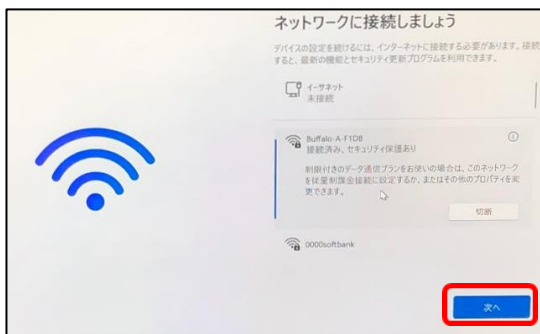 ネットワークに接続しましょう
デバイスの設定を続けるには、インターネットに接続する必要があります。接続
すると、最新の機能とセキュリティ更新プログラムを利用できます。
イーサネット
未接続
Buffalo-A-F1D8
接続済み、セキュリティ保護あり
制限付きのデータ通信プランをお使いの場合は、このネットワーク
を従量制課金接続に設定するか、またはその他のプロパティを変
更できます。
切断
0000softbank
次へ